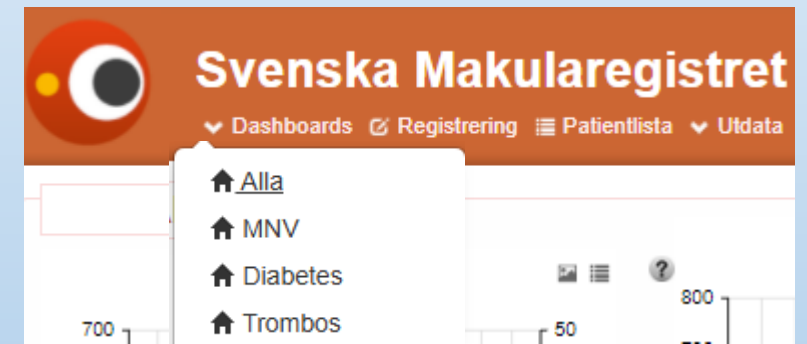 Svenska Makularegistret
Dashboards Registrering Patientlista Utdata
Alla
MNV
Diabetes
Trombos
?
800
700
50